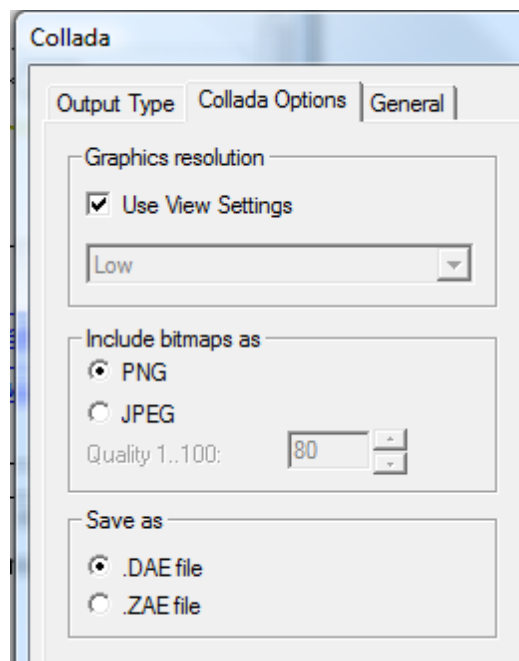 Collada
Output Type Collada Options General
Graphics resolution
Use View Settings
Low
Include bitmaps as
PNG
JPEG
Quality 1..100: 80
Save as
.DAE file
.ZAE file